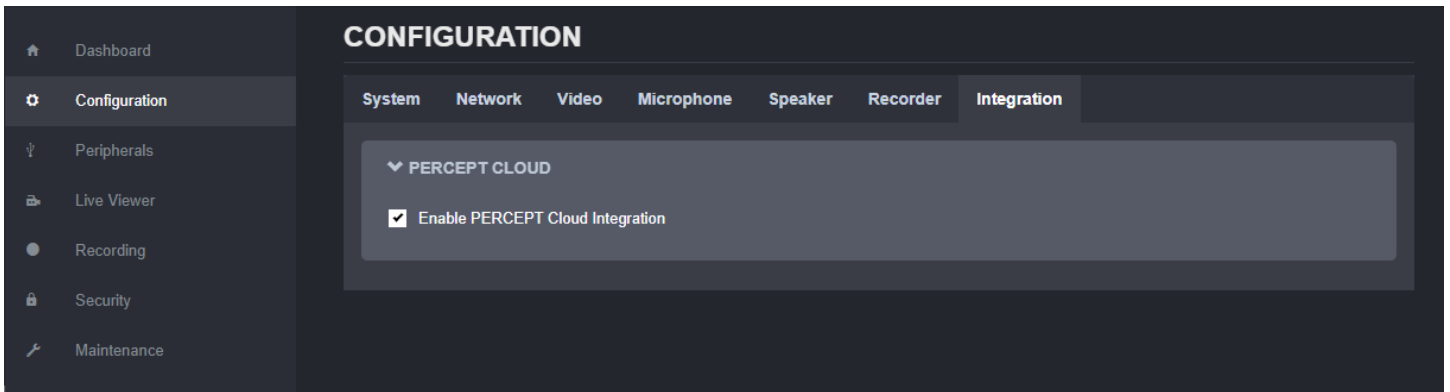 Dashboard
Configuration
Peripherals
Live Viewer
Recording
Security
Maintenance
CONFIGURATION
System Network Video Microphone Speaker Recorder Integration
PERCEPT CLOUD
Enable PERCEPT Cloud Integration